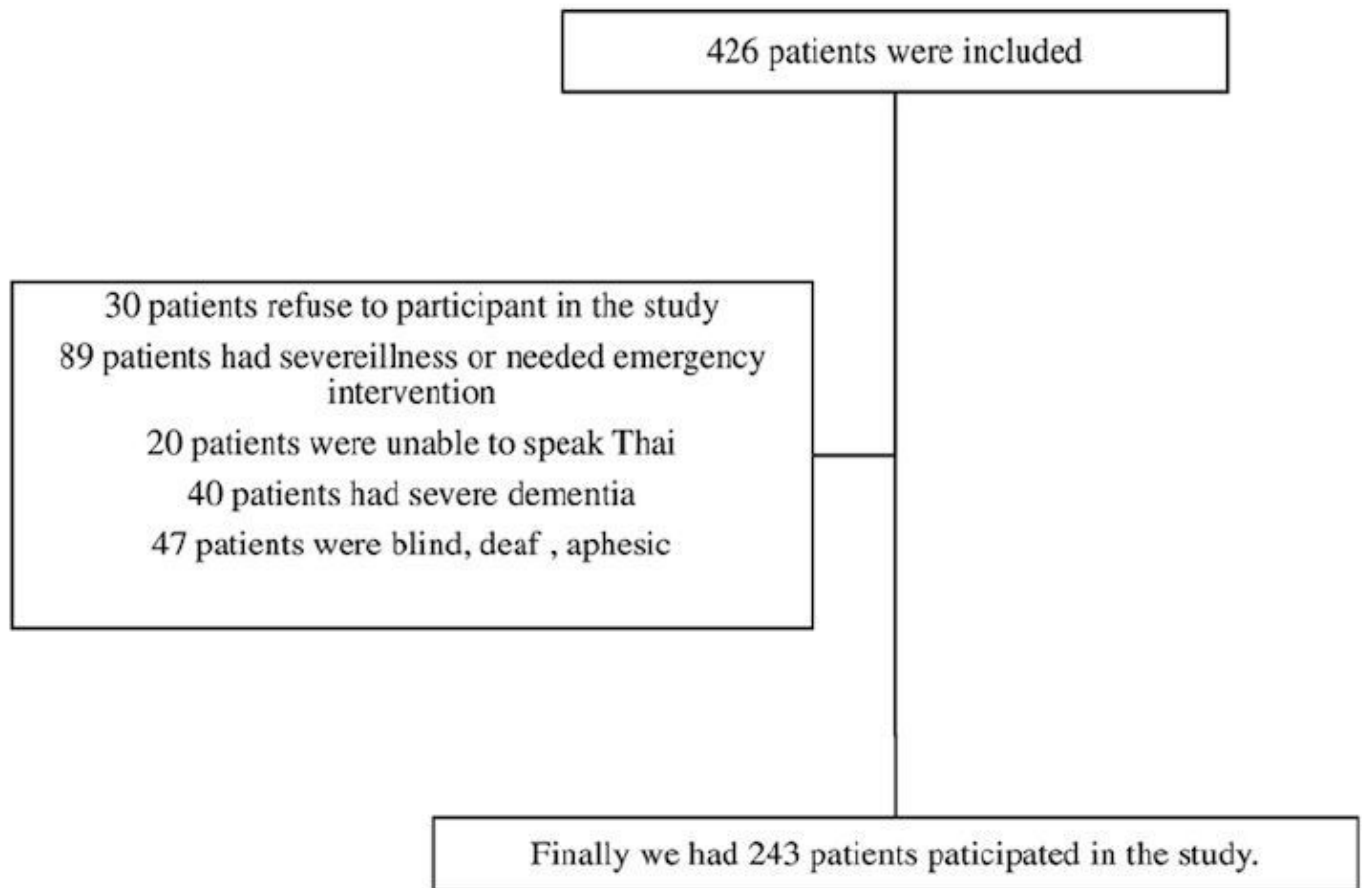 426 patients were included
30 patients refuse to participant in the study
89 patients had severeillness or needed emergency
intervention
20 patients were unable to speak Thai
40 patients had severe dementia
47 patients were blind, deaf , aphesic
Finally we had 243 patients paticipated in the study.